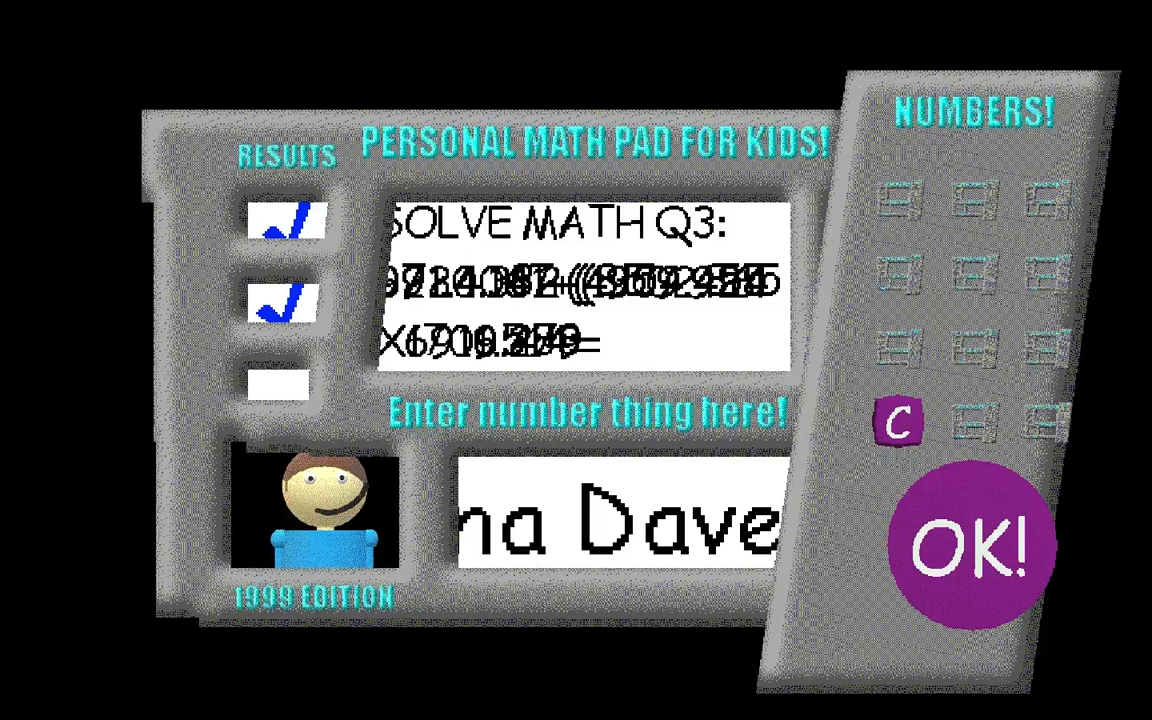 NUMBERS!
PERSONAL MATH PAD FOR KIDS!
RESULTS
SOLVE MATH Q3:
Enter number thing here!
C
na Dave
OK!
1999 EDITION